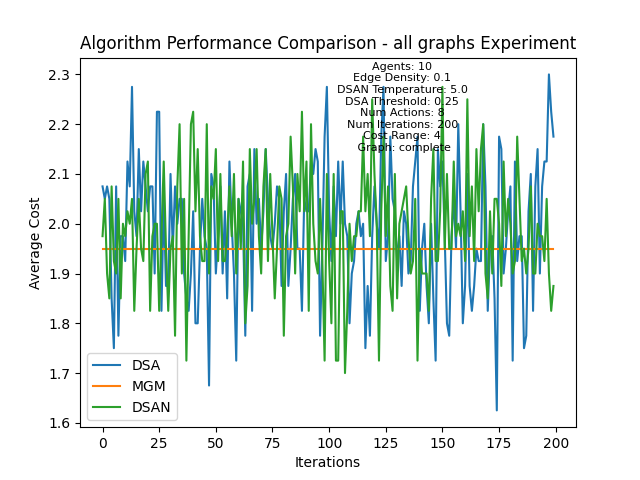 Algorithm Performance Comparison - all graphs Experiment
Agents: 10
Edge Density: 0.1
DSAN Temperature: 5.0
DSA Threshold: 0.25
Num Actions: 8
Num Iterations: 200
Cost Range: 4
Graph: complete
2.3
2.2
2.1
2.0
1.9
1.8
1.7
1.6
Average Cost
DSA
MGM
DSAN
0 25 50 75 100 125 150 175 200
Iterations